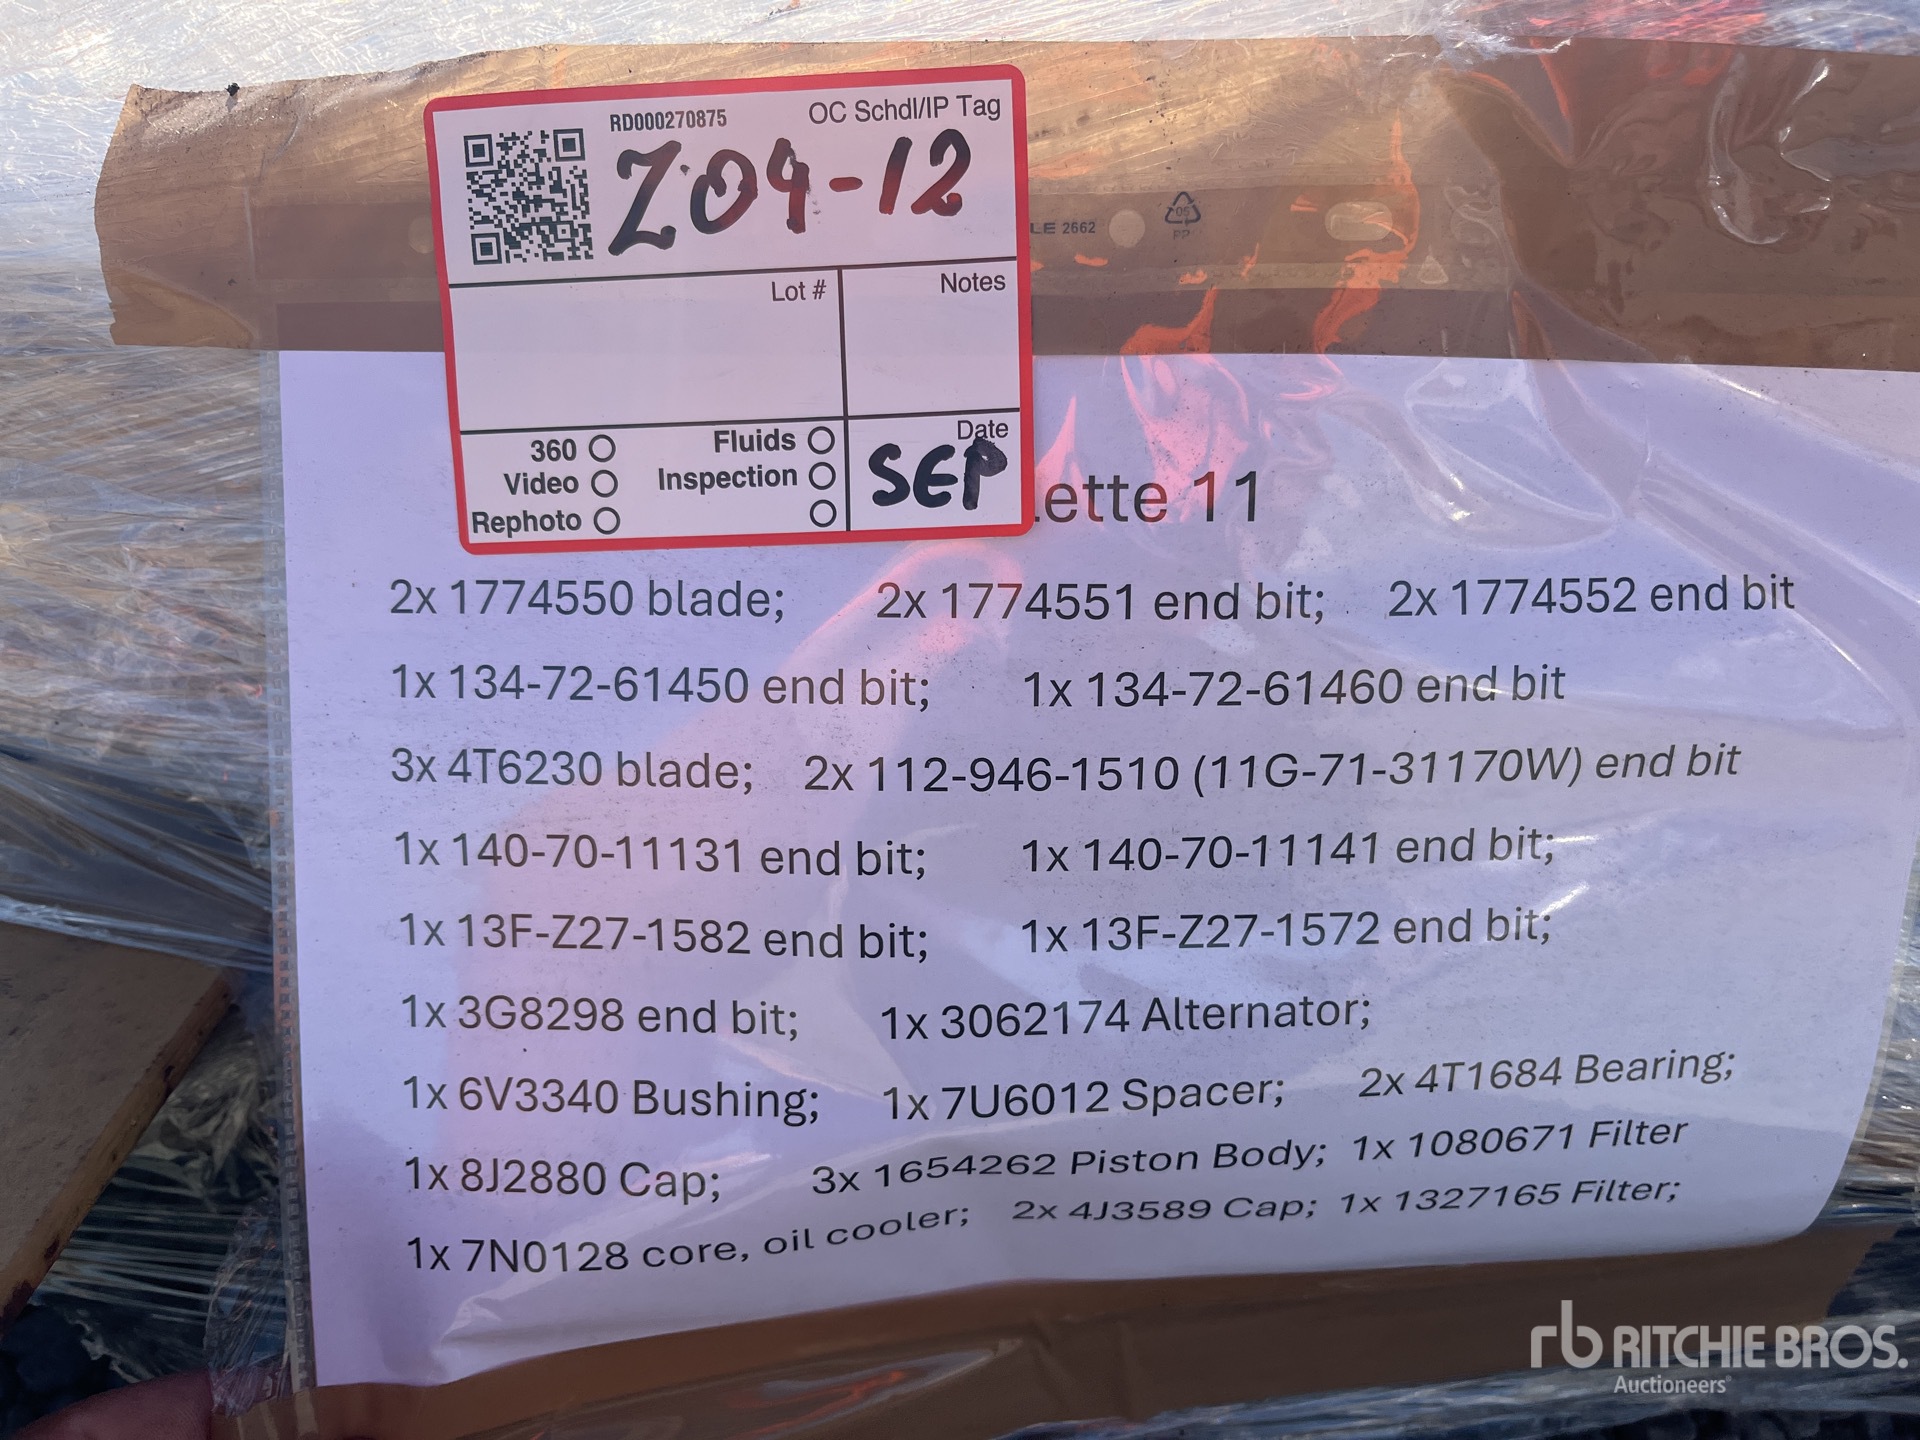 RD000270875 OC Schdl/IP Tag
Z04-12
LE 2662
05
PP
Lot # Notes
360 Fluids Date
Video Inspection SEP
Rephoto
ette 11
2x 1774550 blade; 2x 1774551 end bit; 2x 1774552 end bit
1x 134-72-61450 end bit; 1x 134-72-61460 end bit
3x 4T6230 blade; 2x 112-946-1510 (11G-71-31170W) end bit
1x 140-70-11131 end bit; 1x 140-70-11141 end bit;
1x 13F-Z27-1582 end bit; 1x 13F-Z27-1572 end bit;
1x 3G8298 end bit; 1x 3062174 Alternator;
1x 6V3340 Bushing; 1x 7U6012 Spacer; 2x 4T1684 Bearing;
1x 8J2880 Cap; 3x 1654262 Piston Body; 1x 1080671 Filter
1x 7N0128 core, oil cooler; 2x 4J3589 Cap; 1x 1327165 Filter;
rb RITCHIE BROS.
Auctioneers